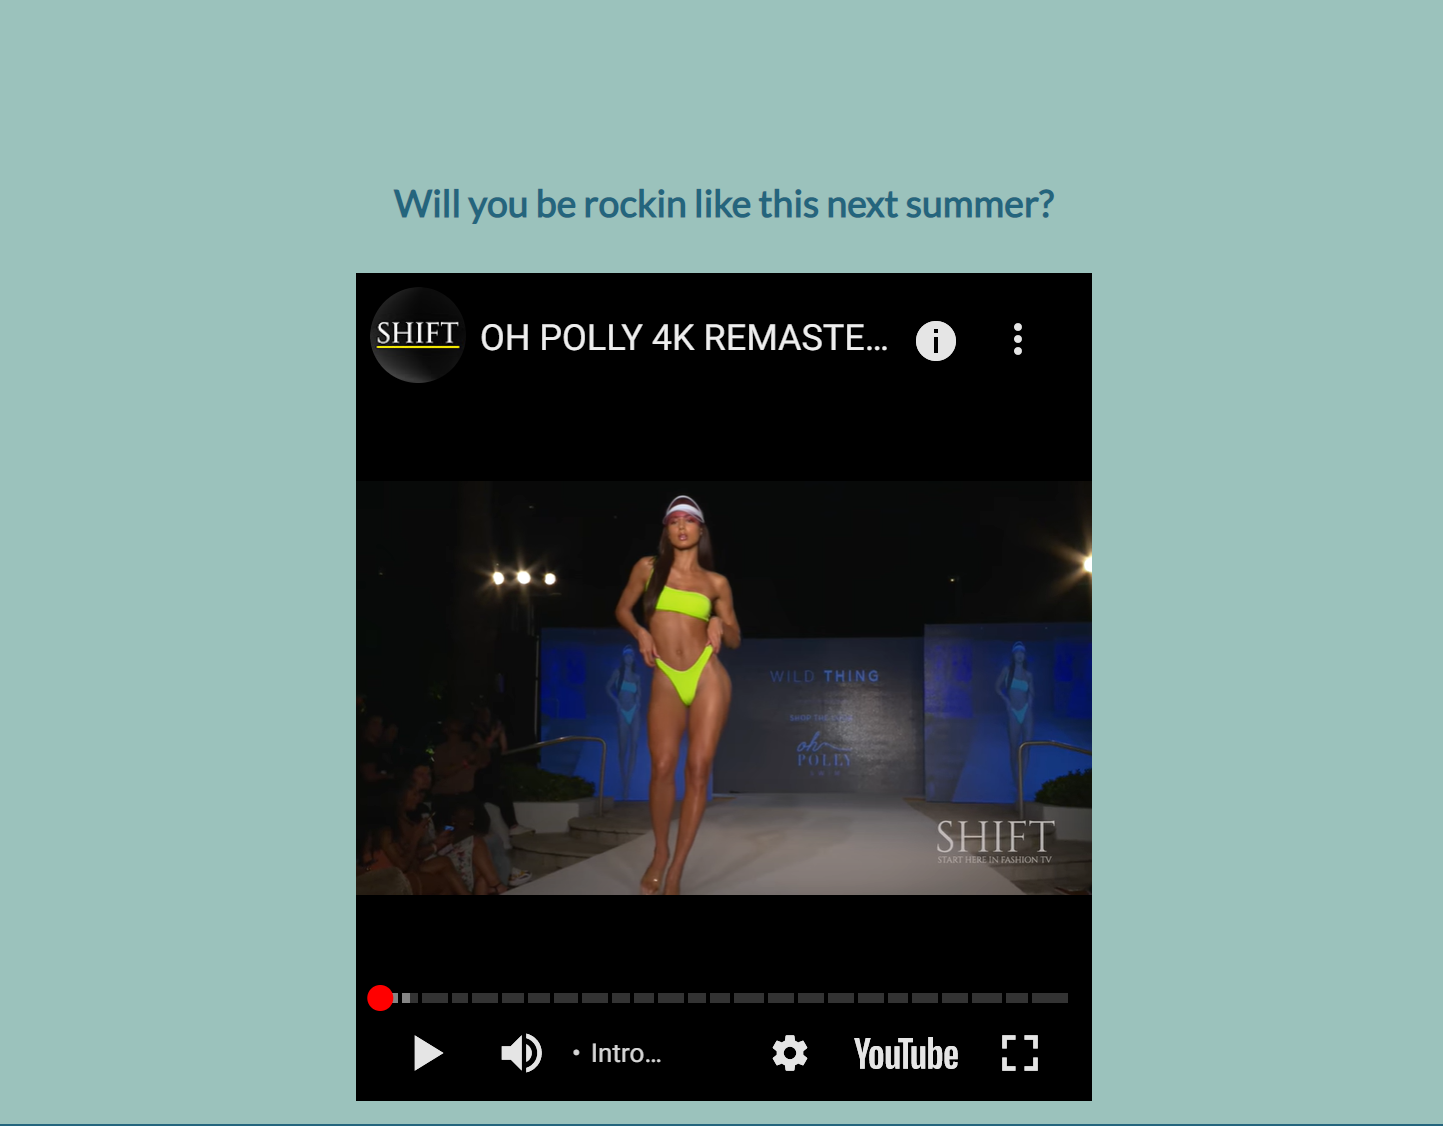 Will you be rockin like this next summer?
SHIFT
OH POLLY 4K REMASTE...
WILD THING
oh
POLLY
SHIFT
START HERE IN FASHION TV
• Intro...
YouTube